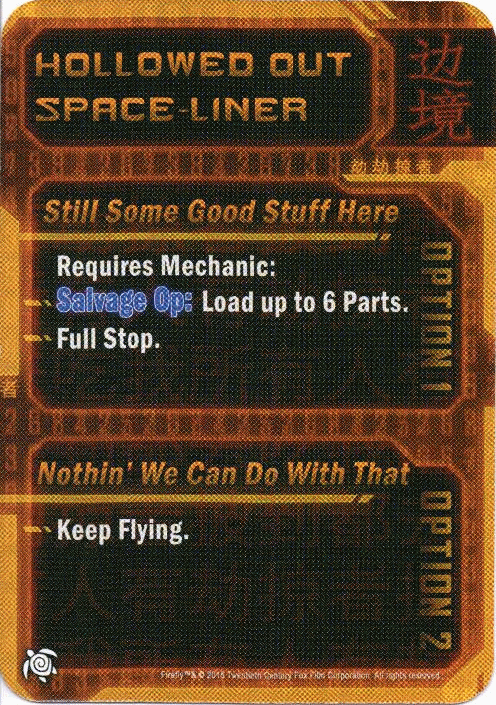 HOLLOWED OUT
SPACE-LINER
边
境
Still Some Good Stuff Here
Requires Mechanic:
Salvage Op: Load up to 6 Parts.
Full Stop.
OPTION 1
Nothin' We Can Do With That
Keep Flying.
OPTION 2
Firefly™& © 2016 Twentieth Century Fox Film Corporation. All rights reserved.